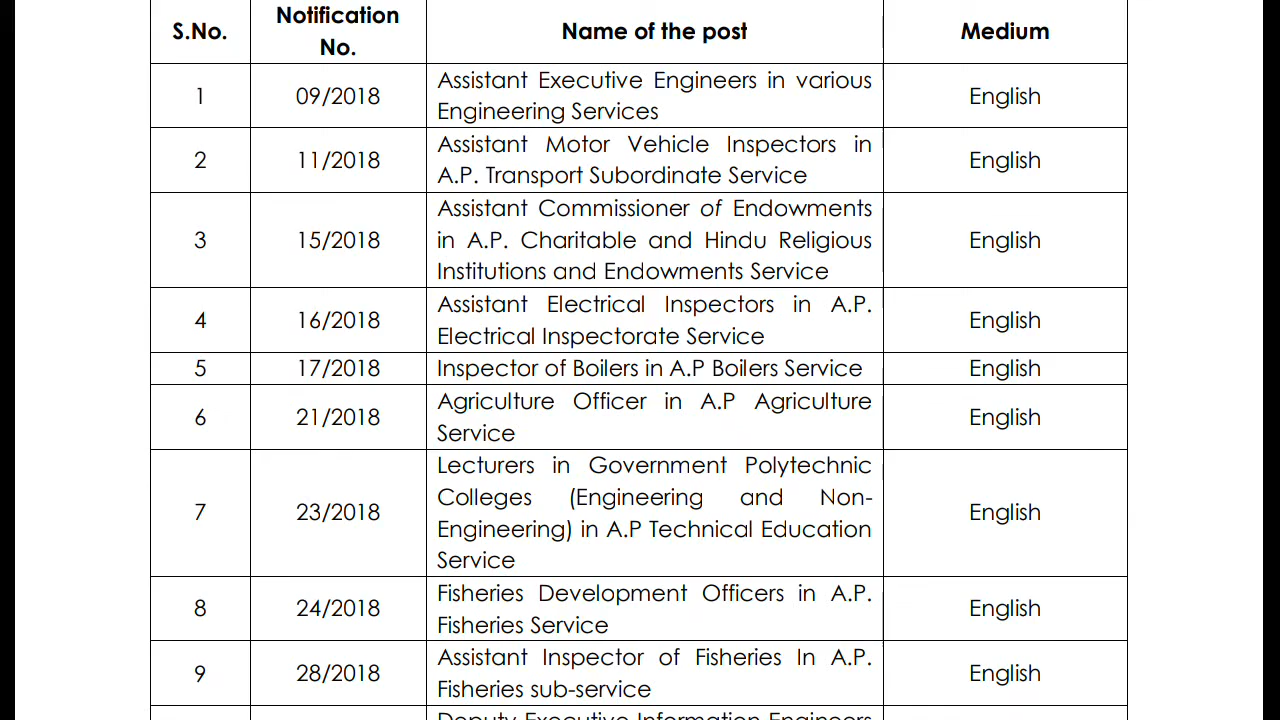 S.No.
Notification
No.
Name of the post
Medium
1
09/2018
Assistant Executive Engineers in various
Engineering Services
English
2
11/2018
Assistant Motor Vehicle Inspectors in
A.P. Transport Subordinate Service
English
3
15/2018
Assistant Commissioner of Endowments
in A.P. Charitable and Hindu Religious
Institutions and Endowments Service
English
4
16/2018
Assistant Electrical Inspectors in A.P.
Electrical Inspectorate Service
English
5
17/2018
Inspector of Boilers in A.P Boilers Service
English
6
21/2018
Agriculture Officer in A.P Agriculture
Service
English
7
23/2018
Lecturers in Government Polytechnic
Colleges (Engineering and Non-
Engineering) in A.P Technical Education
Service
English
8
24/2018
Fisheries Development Officers in A.P.
Fisheries Service
English
9
28/2018
Assistant Inspector of Fisheries In A.P.
Fisheries sub-service
English
Deputy Executive Information Engineers